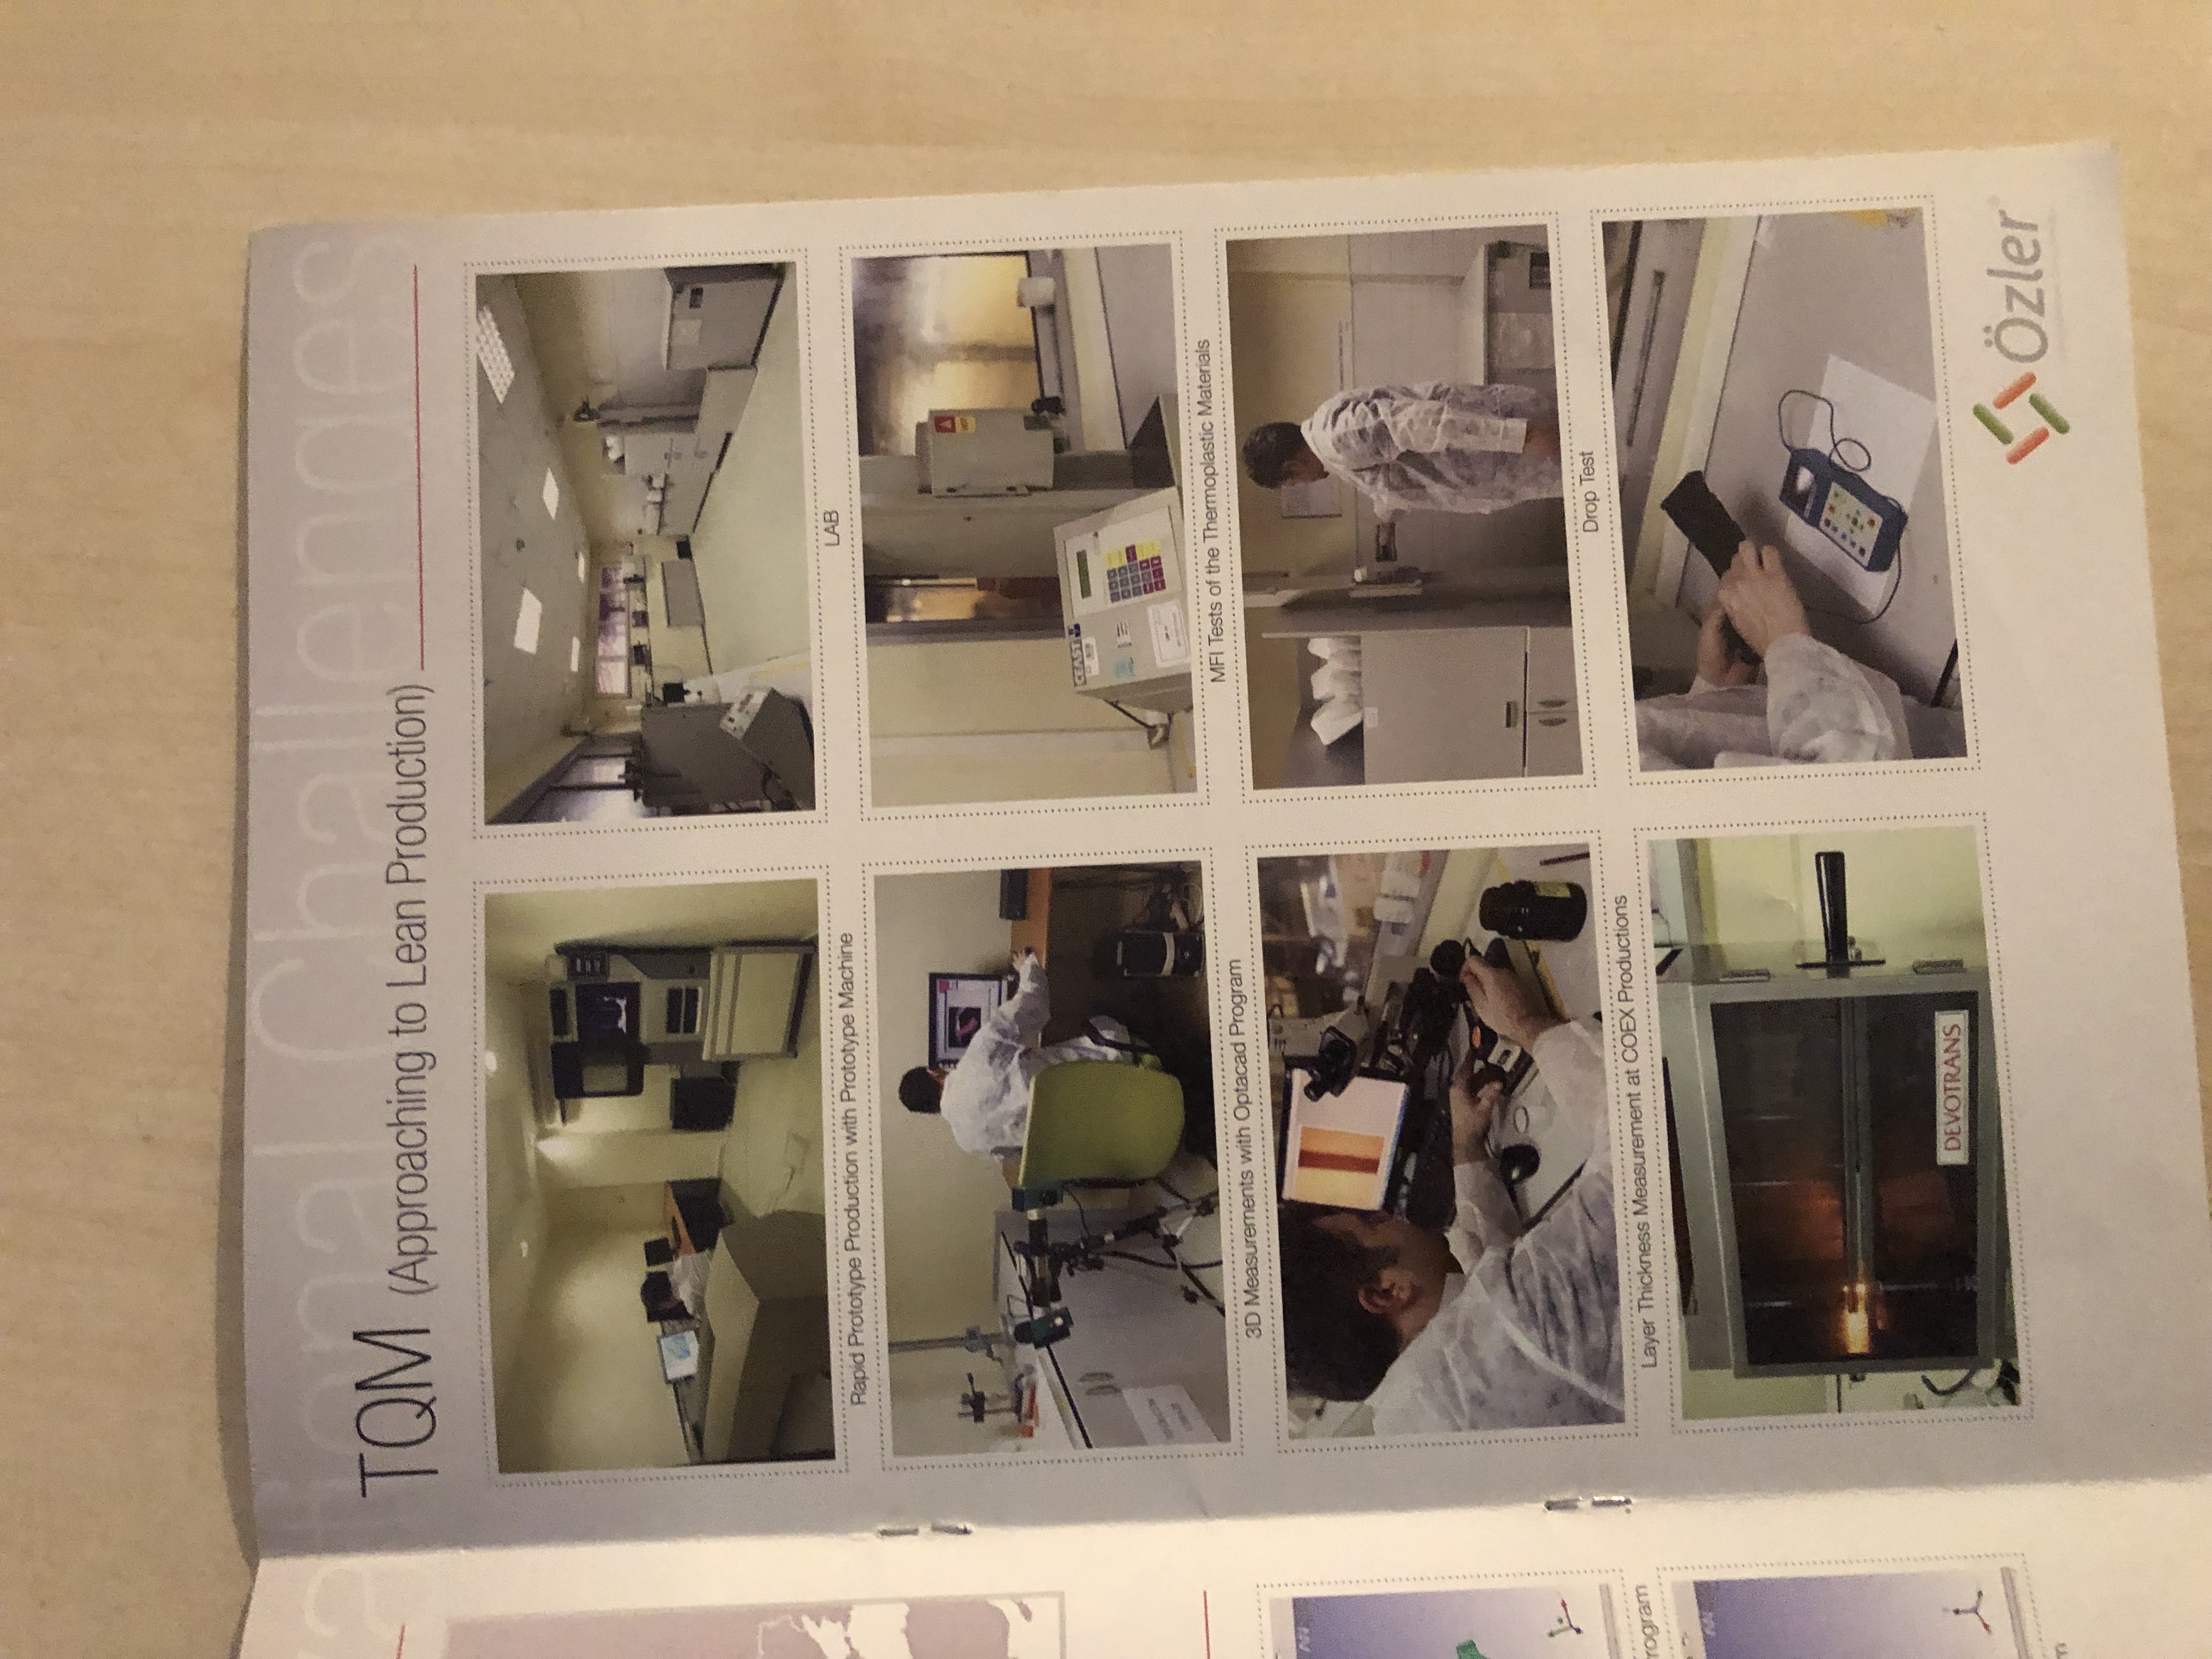 vational Challenges
TQM (Approaching to Lean Production)
Rapid Prototype Production with Prototype Machine
LAB
3D Measurements with Optacad Program
CEAST
MFI Tests of the Thermoplastic Materials
Layer Thickness Measurement at COEX Productions
Drop Test
rogram
DEVOTRANS
m
Özler